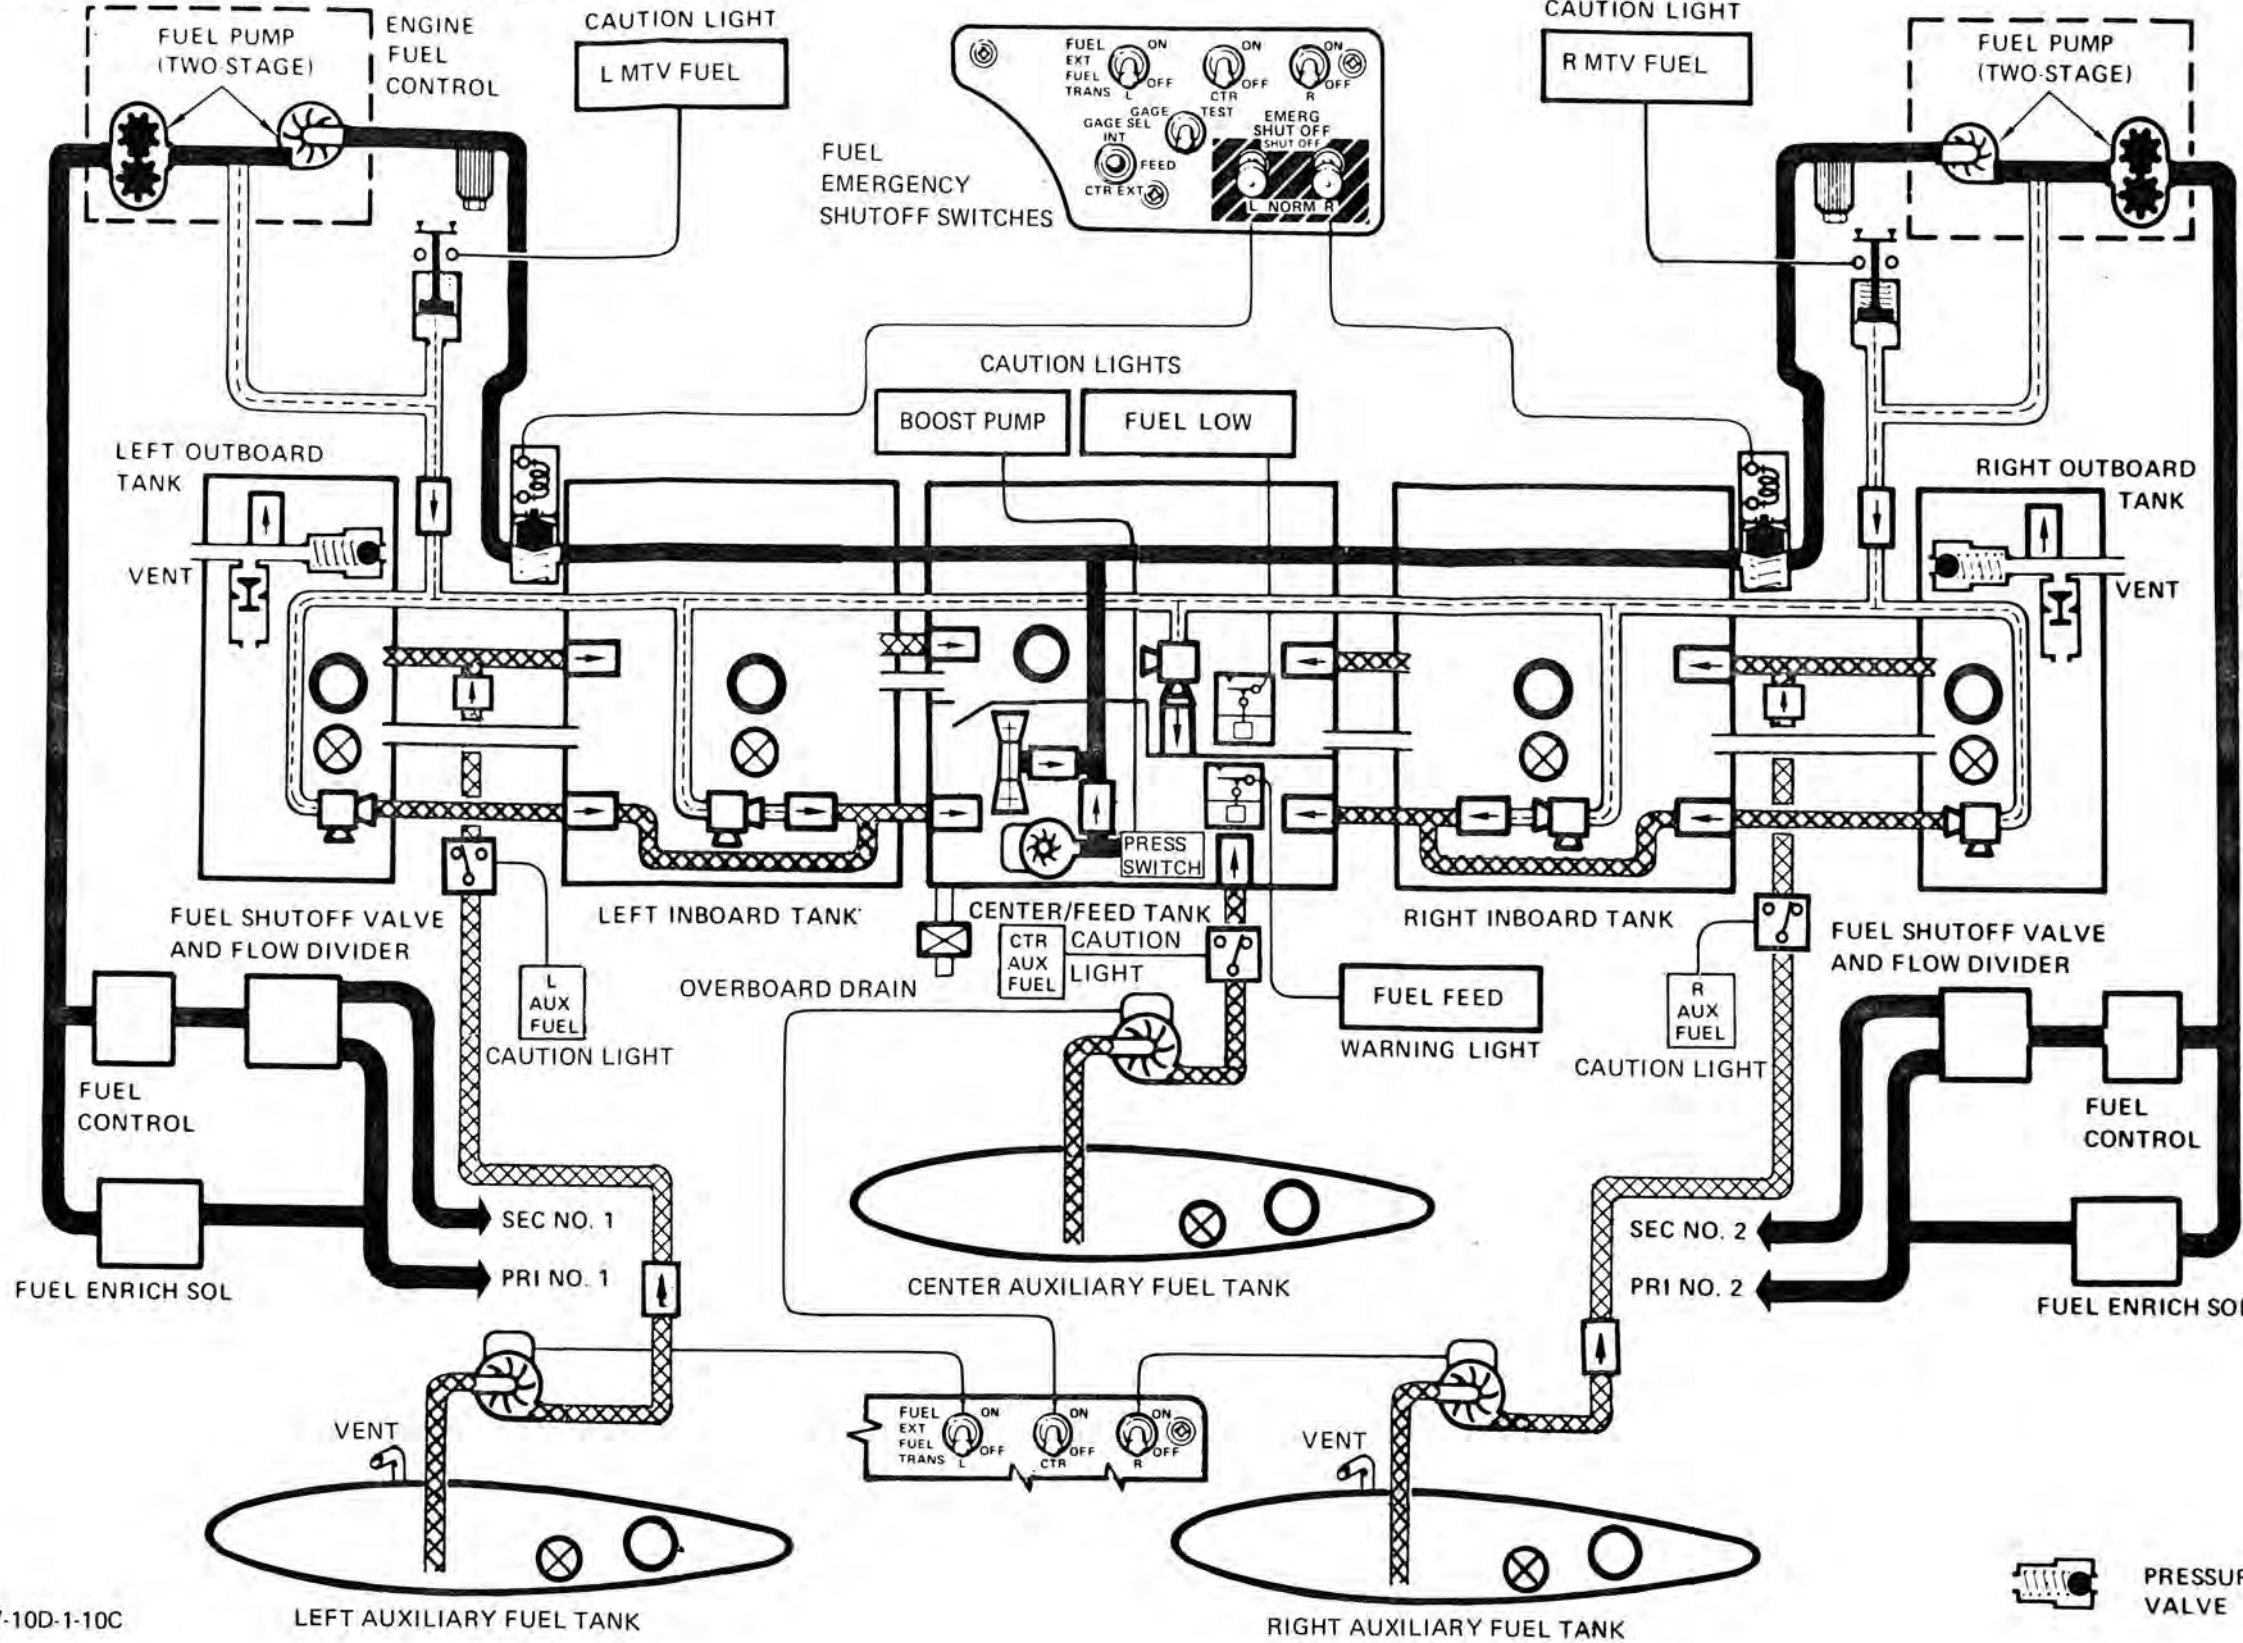 FUEL PUMP
(TWO-STAGE)
ENGINE
FUEL
CONTROL
CAUTION LIGHT
L MTV FUEL
FUEL
EXT
FUEL
TRANS
ON
OFF
L
ON
OFF
CTR
ON
OFF
R
GAGE TEST
GAGE SEL
INT
FEED
CTR EXT
EMERG
SHUT OFF
SHUT OFF
L NORM R
FUEL
EMERGENCY
SHUTOFF SWITCHES
CAUTION LIGHT
R MTV FUEL
FUEL PUMP
(TWO-STAGE)
CAUTION LIGHTS
BOOST PUMP
FUEL LOW
LEFT OUTBOARD
TANK
VENT
RIGHT OUTBOARD
TANK
VENT
PRESS
SWITCH
FUEL SHUTOFF VALVE
AND FLOW DIVIDER
LEFT INBOARD TANK
CENTER/FEED TANK
RIGHT INBOARD TANK
FUEL SHUTOFF VALVE
AND FLOW DIVIDER
OVERBOARD DRAIN
CTR
AUX
FUEL
CAUTION
LIGHT
L
AUX
FUEL
CAUTION LIGHT
FUEL FEED
WARNING LIGHT
R
AUX
FUEL
CAUTION LIGHT
FUEL
CONTROL
FUEL
CONTROL
SEC NO. 1
PRI NO. 1
FUEL ENRICH SOL
CENTER AUXILIARY FUEL TANK
SEC NO. 2
PRI NO. 2
FUEL ENRICH SOL
FUEL
EXT
FUEL
TRANS
ON
OFF
L
ON
OFF
CTR
ON
OFF
R
VENT
VENT
LEFT AUXILIARY FUEL TANK
RIGHT AUXILIARY FUEL TANK
-10D-1-10C
PRESSUR
VALVE